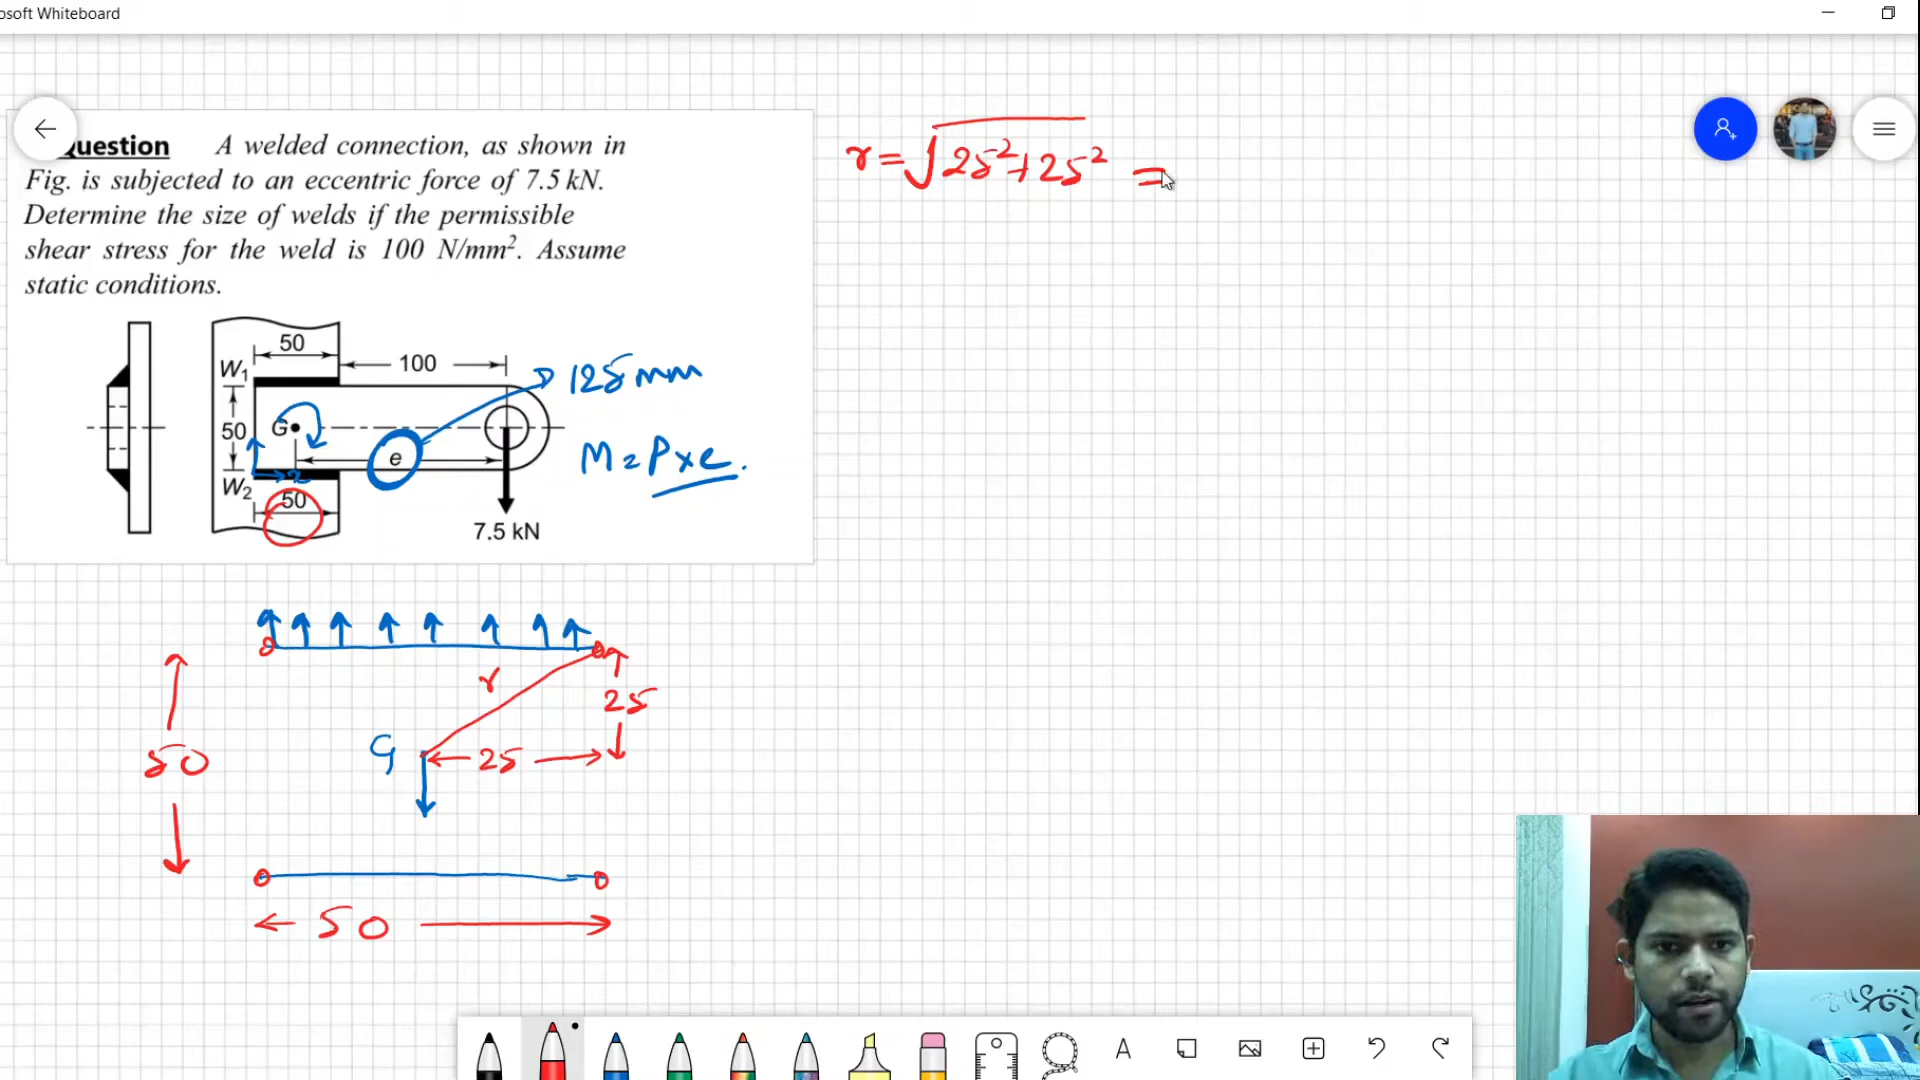 osoft Whiteboard
uestion A welded connection, as shown in
Fig. is subjected to an eccentric force of 7.5 kN.
Determine the size of welds if the permissible
shear stress for the weld is 100 N/mm². Assume
static conditions.
r = √25²+25² =
50
100
W₁
125 mm
50
G
e
M = P x e.
W₂
x
50
7.5 kN
r
25
50
G
25
50
A